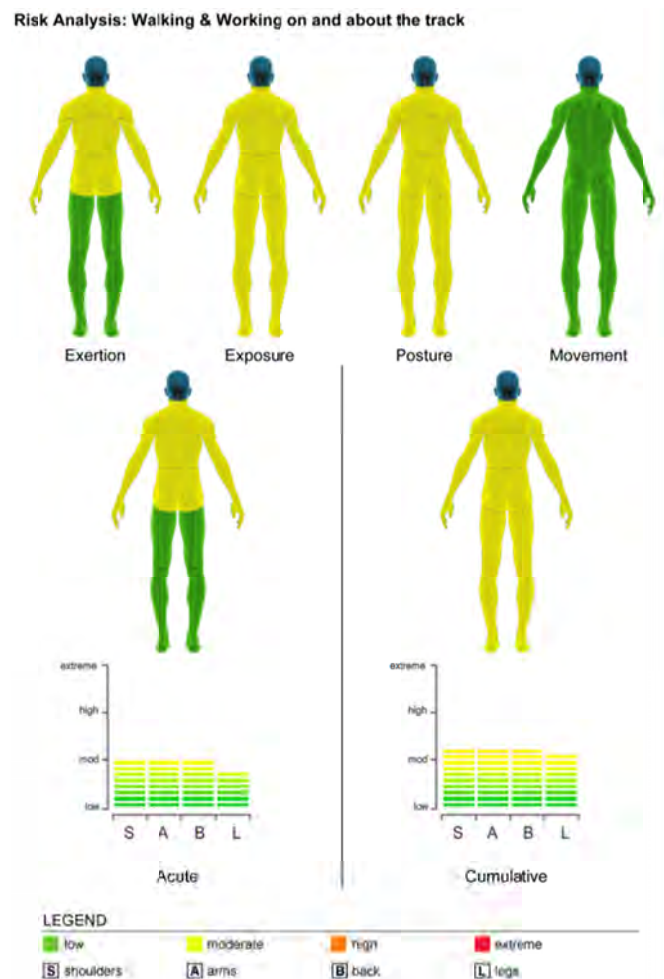 Risk Analysis: Walking & Working on and about the track
Exertion Exposure Posture Movement
extreme
high
mod
low
S A B L
Acute
extreme
high
mod
low
S A B L
Cumulative
LEGEND
low moderate high extreme
S shoulders A arms B back L legs